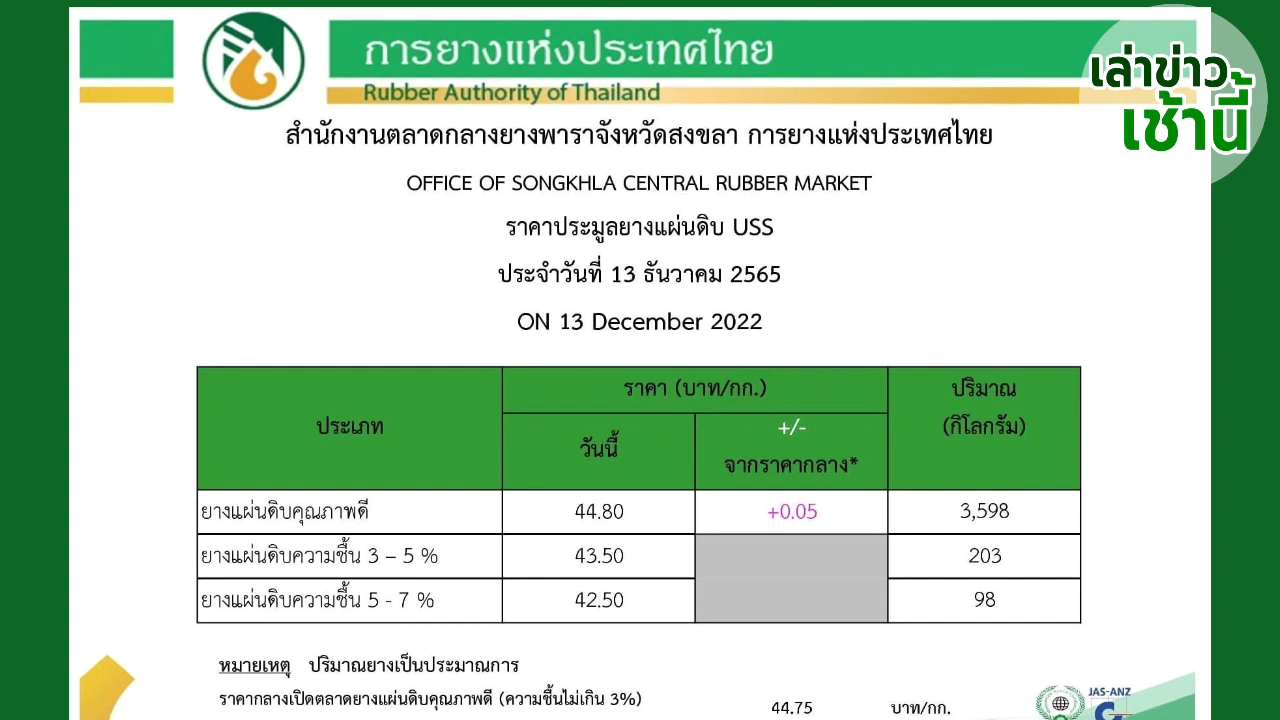 การยางแห่งประเทศไทย
Rubber Authority of Thailand
เล่าข่าว
เช้านี้
สำนักงานตลาดกลางยางพาราจังหวัดสงขลา การยางแห่งประเทศไทย
OFFICE OF SONGKHLA CENTRAL RUBBER MARKET
ราคาประมูลยางแผ่นดิบ USS
ประจำวันที่ 13 ธันวาคม 2565
ON 13 December 2022
ประเภท
ราคา (บาท/กก.)
ปริมาณ
(กิโลกรัม)
วันนี้
+/-
จากราคากลาง*
ยางแผ่นดิบคุณภาพดี 44.80 +0.05 3,598
ยางแผ่นดิบความชื้น 3 – 5 % 43.50 203
ยางแผ่นดิบความชื้น 5 - 7 % 42.50 98
หมายเหตุ ปริมาณยางเป็นประมาณการ
ราคากลางเปิดตลาดยางแผ่นดิบคุณภาพดี (ความชื้นไม่เกิน 3%) 44.75 บาท/กก.
JAS-ANZ